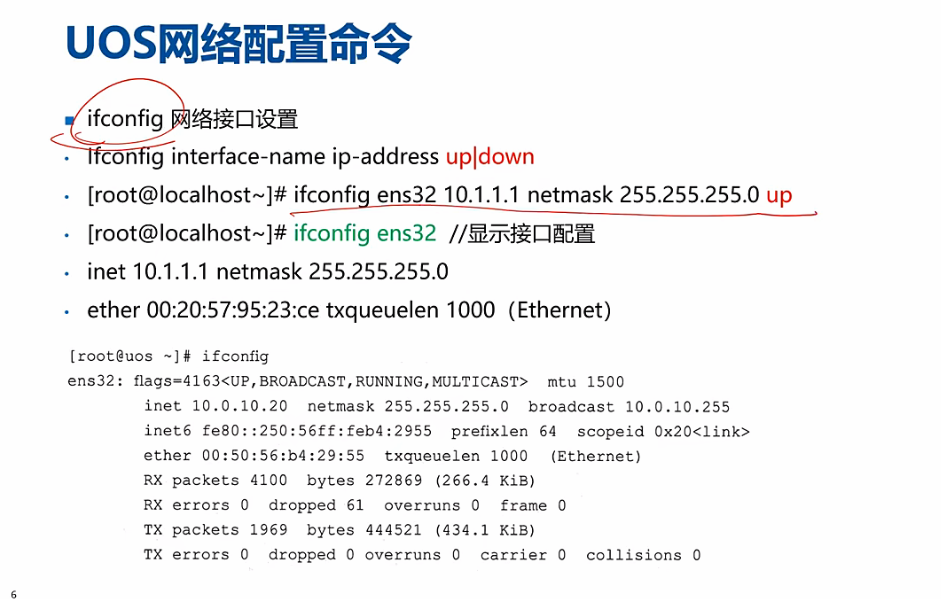 UOS网络配置命令
ifconfig 网络接口设置
Ifconfig interface-name ip-address up|down
[root@localhost~]# ifconfig ens32 10.1.1.1 netmask 255.255.255.0 up
[root@localhost~]# ifconfig ens32 //显示接口配置
inet 10.1.1.1 netmask 255.255.255.0
ether 00:20:57:95:23:ce txqueuelen 1000（Ethernet）
[root@uos ~]# ifconfig
ens32: flags=4163<UP,BROADCAST,RUNNING,MULTICAST> mtu 1500
inet 10.0.10.20 netmask 255.255.255.0 broadcast 10.0.10.255
inet6 fe80::250:56ff:feb4:2955 prefixlen 64 scopeid 0x20<link>
ether 00:50:56:b4:29:55 txqueuelen 1000 (Ethernet)
RX packets 4100 bytes 272869 (266.4 KiB)
RX errors 0 dropped 61 overruns 0 frame 0
TX packets 1969 bytes 444521 (434.1 KiB)
TX errors 0 dropped 0 overruns 0 carrier 0 collisions 0
6